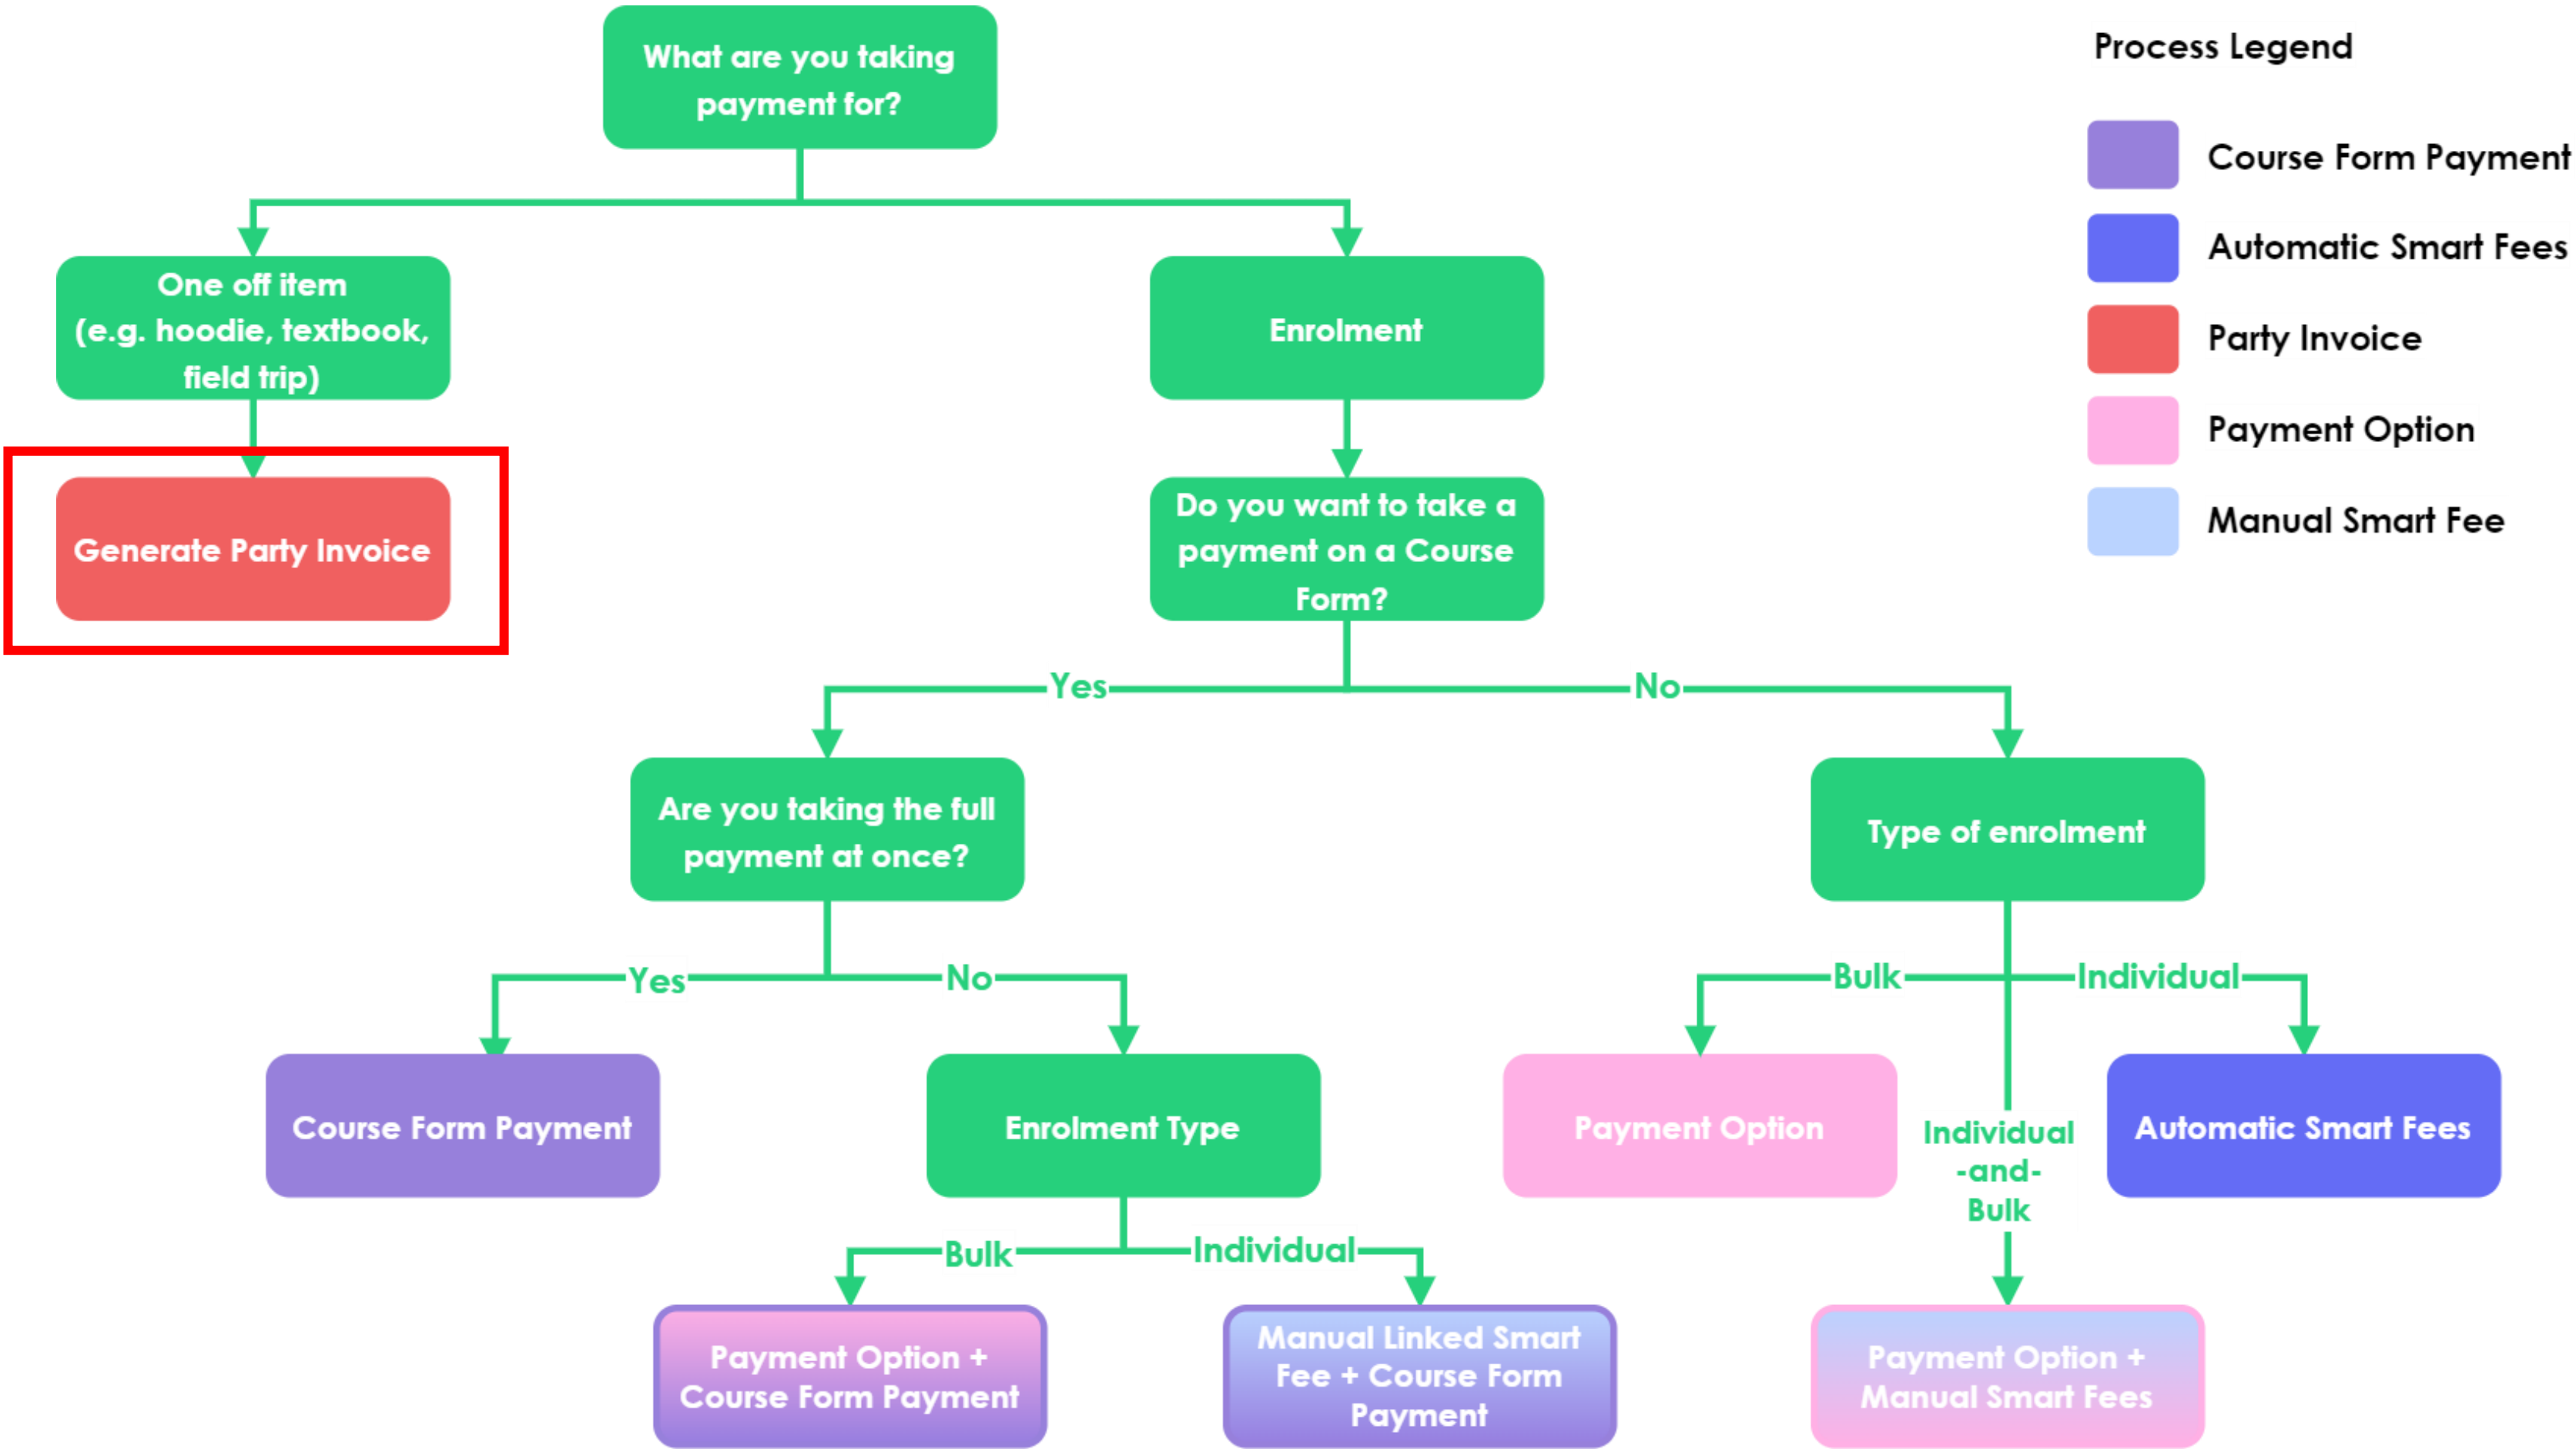 What are you taking
payment for?
Process Legend
Course Form Payment
Automatic Smart Fees
Party Invoice
Payment Option
Manual Smart Fee
One off item
(e.g. hoodie, textbook,
field trip)
Enrolment
Generate Party Invoice
Do you want to take a
payment on a Course
Form?
Yes
No
Are you taking the full
payment at once?
Type of enrolment
Yes
No
Bulk
Individual
Course Form Payment
Enrolment Type
Payment Option
Individual
-and-
Bulk
Automatic Smart Fees
Bulk
Individual
Payment Option +
Course Form Payment
Manual Linked Smart
Fee + Course Form
Payment
Payment Option +
Manual Smart Fees